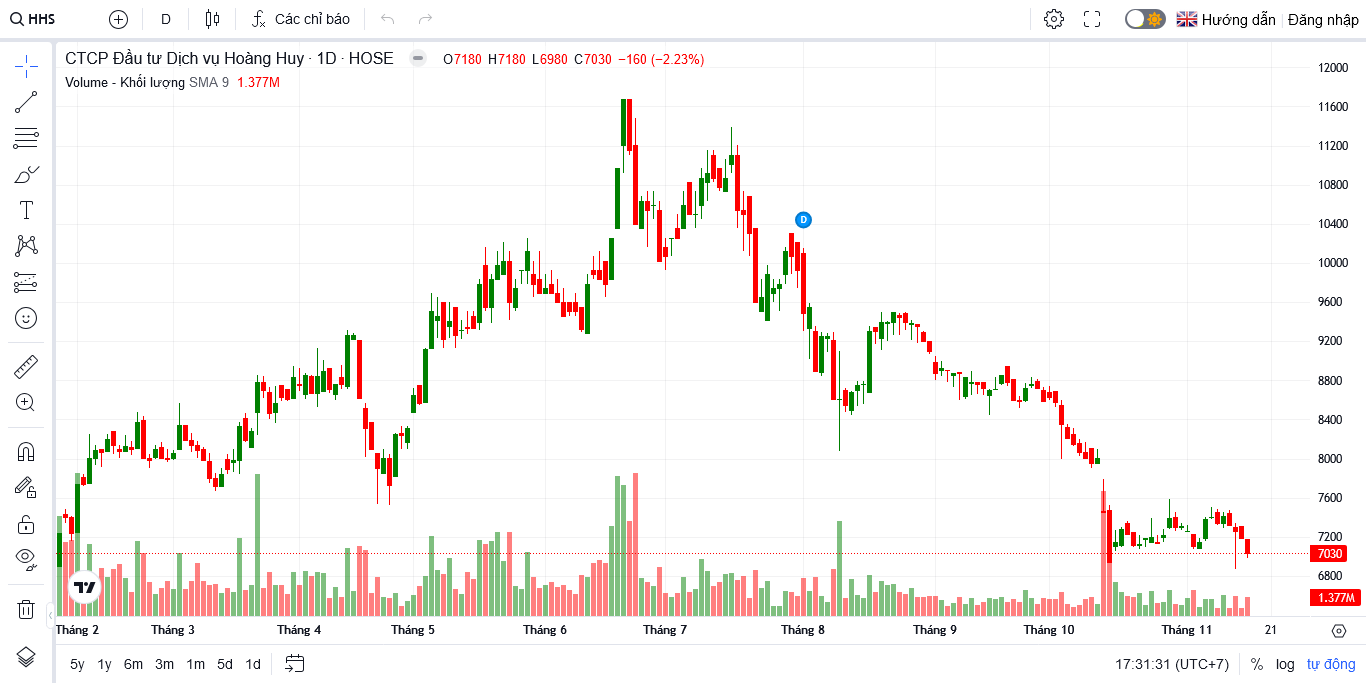 HHS D Các chỉ báo Hướng dẫn Đăng nhập
CTCP Đầu tư Dịch vụ Hoàng Huy · 1D · HOSE O7180 H7180 L6980 C7030 −160 (−2.23%)
Volume - Khối lượng SMA 9 1.377M
12000
11600
11200
10800
10400
D
10000
9600
9200
8800
8400
8000
7600
7200
7030
6800
1.377M
Tháng 2 Tháng 3 Tháng 4 Tháng 5 Tháng 6 Tháng 7 Tháng 8 Tháng 9 Tháng 10 Tháng 11 21
5y 1y 6m 3m 1m 5d 1d 17:31:31 (UTC+7) % log tự động